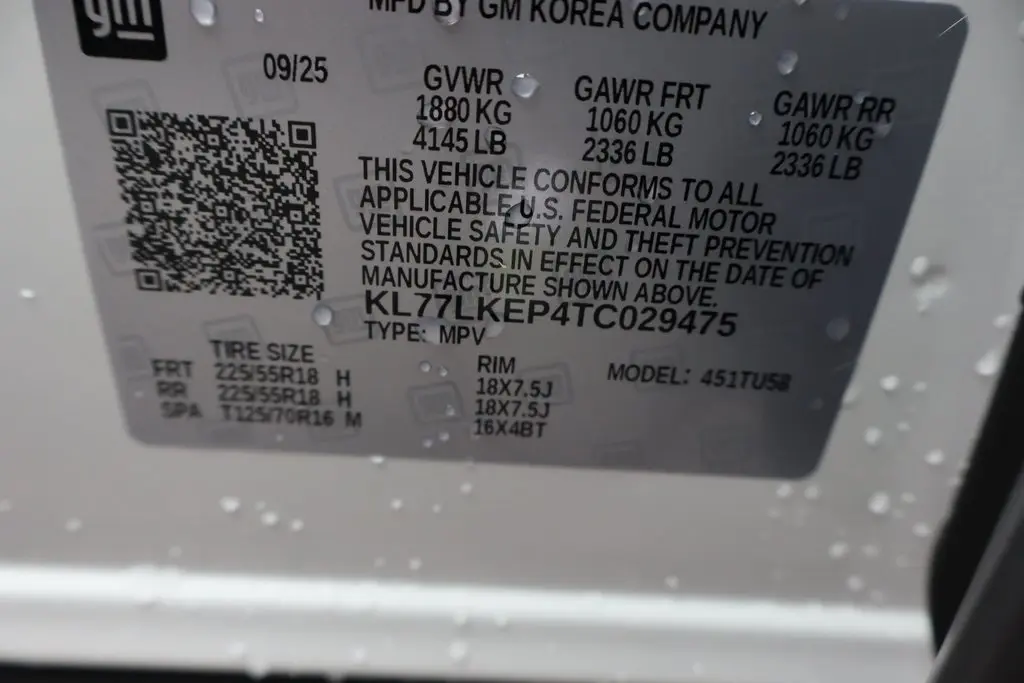 gm
MFD BY GM KOREA COMPANY
09/25
GVWR
1880 KG
4145 LB
GAWR FRT
1060 KG
2336 LB
GAWR RR
1060 KG
2336 LB
THIS VEHICLE CONFORMS TO ALL
APPLICABLE U.S. FEDERAL MOTOR
VEHICLE SAFETY AND THEFT PREVENTION
STANDARDS IN EFFECT ON THE DATE OF
MANUFACTURE SHOWN ABOVE.
KL77LKEP4TC029475
TYPE: MPV
TIRE SIZE RIM
FRT 225/55R18 H 18X7.5J
RR 225/55R18 H 18X7.5J
SPA T125/70R16 M 16X4BT
MODEL: 451TU58